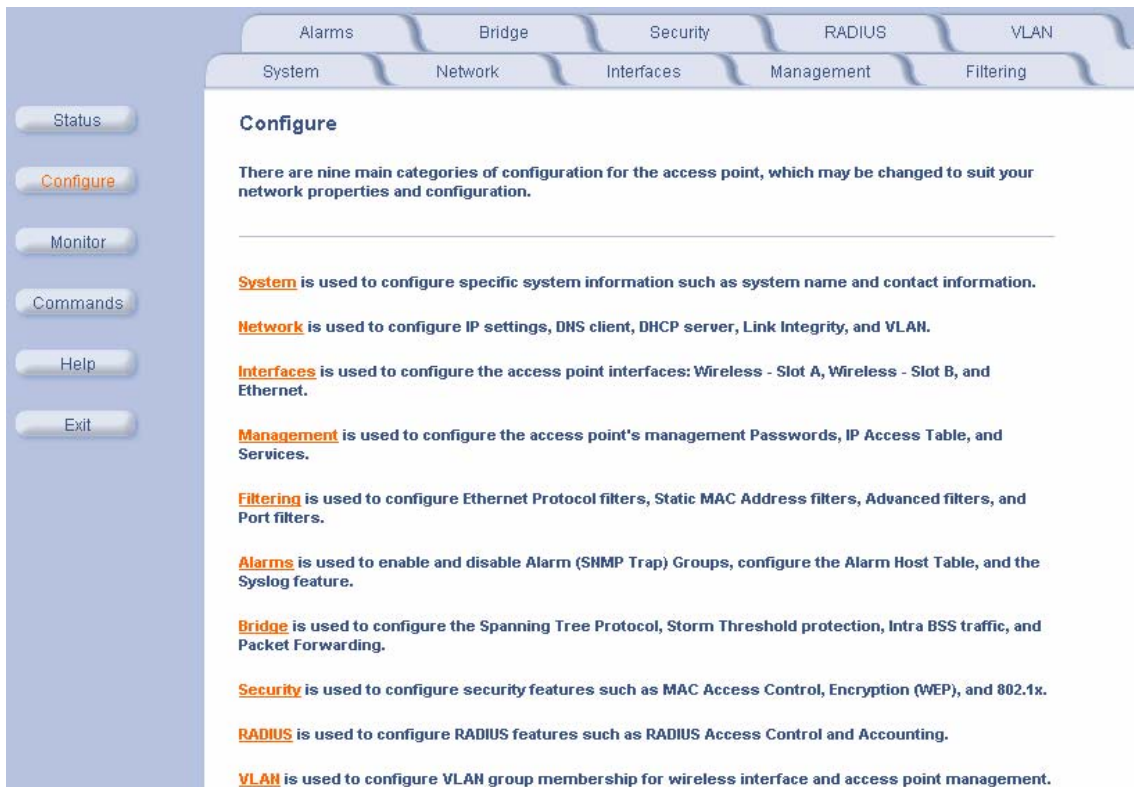 Alarms Bridge Security RADIUS VLAN
System Network Interfaces Management Filtering
Status
Configure
Monitor
Commands
Help
Exit
Configure
There are nine main categories of configuration for the access point, which may be changed to suit your
network properties and configuration.
System is used to configure specific system information such as system name and contact information.
Network is used to configure IP settings, DNS client, DHCP server, Link Integrity, and VLAN.
Interfaces is used to configure the access point interfaces: Wireless - Slot A, Wireless - Slot B, and
Ethernet.
Management is used to configure the access point's management Passwords, IP Access Table, and
Services.
Filtering is used to configure Ethernet Protocol filters, Static MAC Address filters, Advanced filters, and
Port filters.
Alarms is used to enable and disable Alarm (SNMP Trap) Groups, configure the Alarm Host Table, and the
Syslog feature.
Bridge is used to configure the Spanning Tree Protocol, Storm Threshold protection, Intra BSS traffic, and
Packet Forwarding.
Security is used to configure security features such as MAC Access Control, Encryption (WEP), and 802.1x.
RADIUS is used to configure RADIUS features such as RADIUS Access Control and Accounting.
VLAN is used to configure VLAN group membership for wireless interface and access point management.